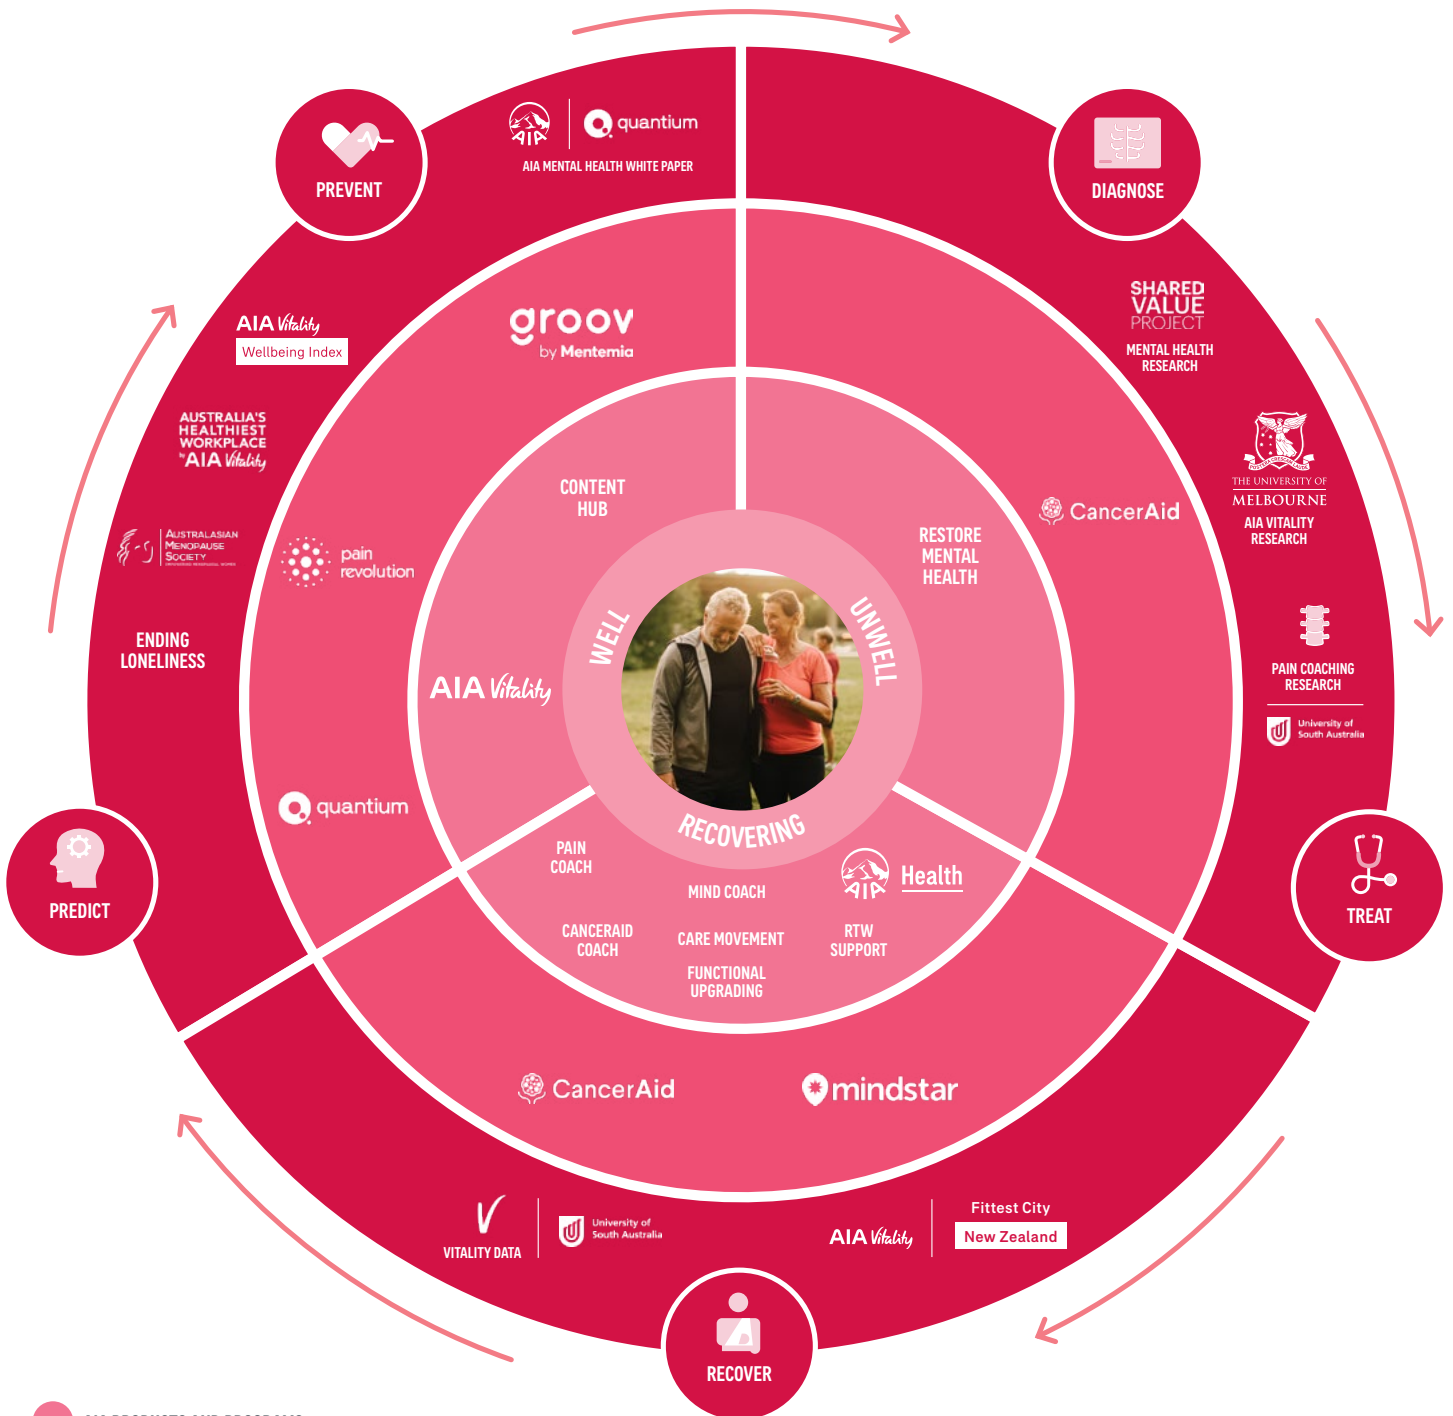 PREVENT
AIA
quantium
AIA MENTAL HEALTH WHITE PAPER
DIAGNOSE
AIA Vitality
Wellbeing Index
AUSTRALIA'S
HEALTHIEST
WORKPLACE
by AIA Vitality
AUSTRALASIAN
MENOPAUSE
SOCIETY
ENDING
LONELINESS
PREDICT
groov
by Mentemia
pain
revolution
quantium
CONTENT
HUB
AIA Vitality
WELL
UNWELL
RECOVERING
RESTORE
MENTAL
HEALTH
CancerAid
SHARED
VALUE
PROJECT
MENTAL HEALTH
RESEARCH
THE UNIVERSITY OF
MELBOURNE
AIA VITALITY
RESEARCH
PAIN COACHING
RESEARCH
University of
South Australia
TREAT
PAIN
COACH
MIND COACH
AIA
Health
CANCERAID
COACH
CARE MOVEMENT
RTW
SUPPORT
FUNCTIONAL
UPGRADING
CancerAid
mindstar
VITALITY DATA
University of
South Australia
AIA Vitality
Fittest City
New Zealand
RECOVER